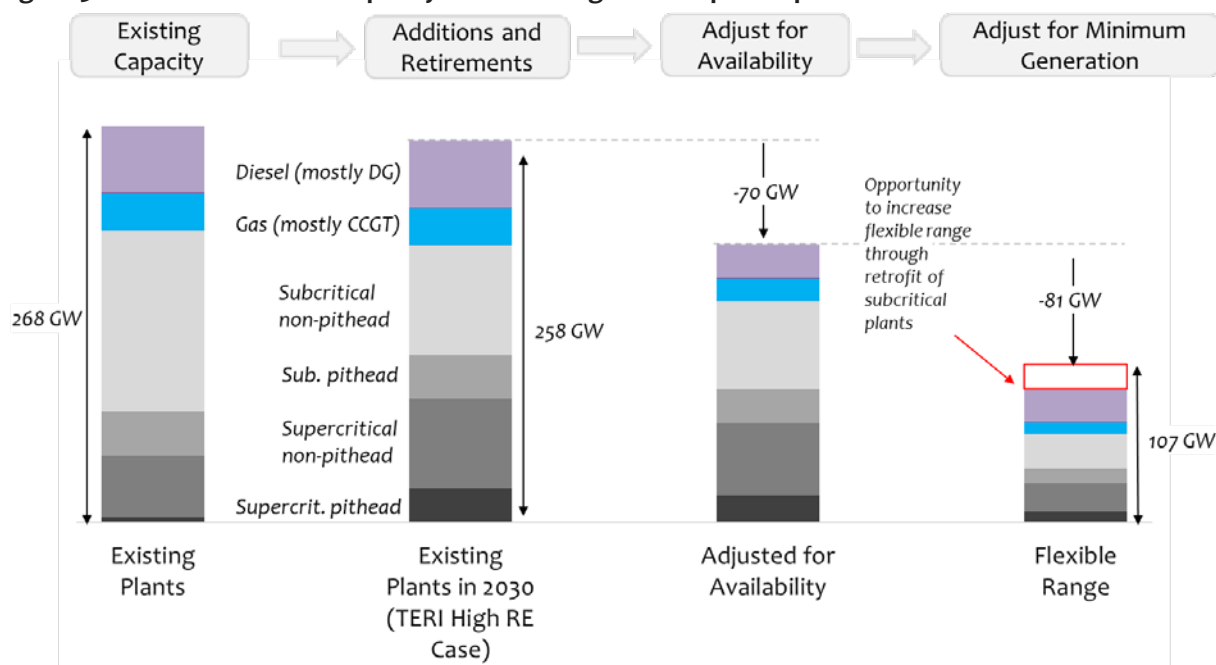 Existing
Capacity
Additions and
Retirements
Adjust for
Availability
Adjust for Minimum
Generation
268 GW
Diesel (mostly DG)
Gas (mostly CCGT)
Subcritical
non-pithead
Sub. pithead
Supercritical
non-pithead
Supercrit. pithead
258 GW
-70 GW
Opportunity
to increase
flexible range
through
retrofit of
subcritical
plants
-81 GW
107 GW
Existing
Plants
Existing
Plants in 2030
(TERI High RE
Case)
Adjusted for
Availability
Flexible
Range